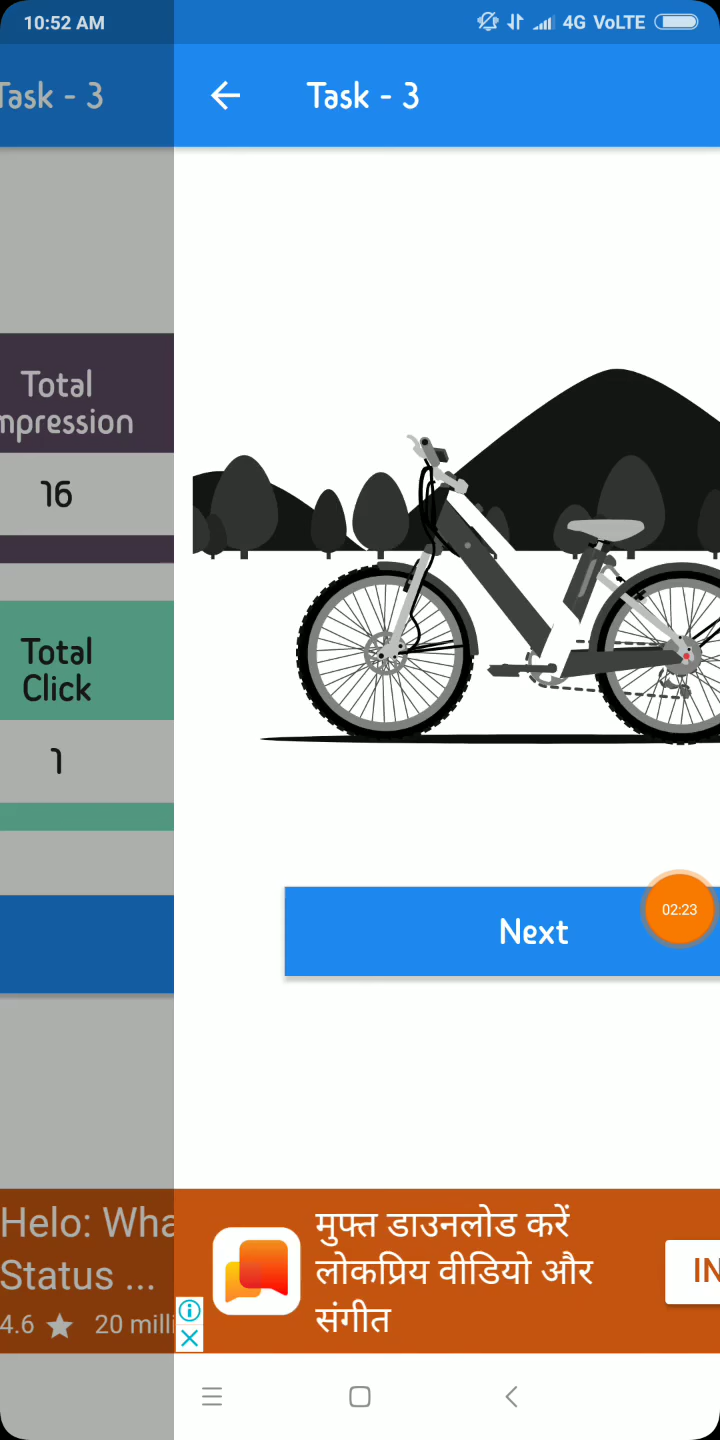 10:52 AM
4G VoLTE
Task - 3
Task - 3
Total
mpression
16
Total
Click
1
Next
02:23
Helo: Wha
Status ...
4.6 ★ 20 milli
मुफ्त डाउनलोड करें
लोकप्रिय वीडियो और
संगीत
IN